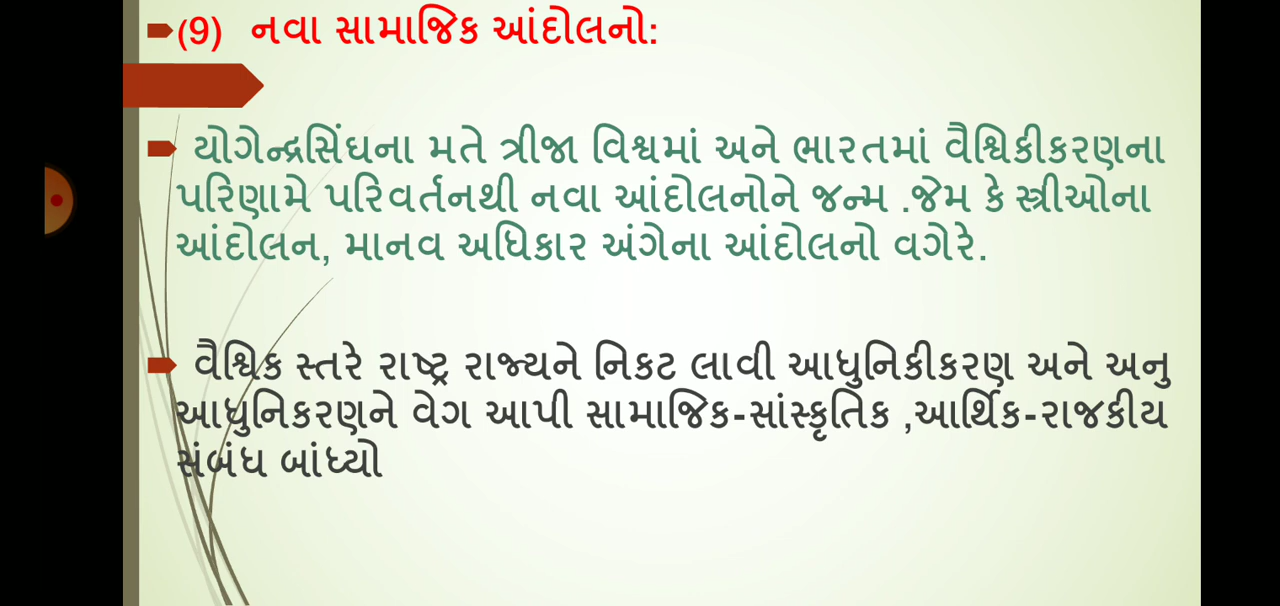 (9) નવા સામાજિક આંદોલનો:
યોગેન્દ્રસિંઘના મતે ત્રીજા વિશ્વમાં અને ભારતમાં વૈશ્વિકીકરણના
પરિણામે પરિવર્તનથી નવા આંદોલનોને જન્મ .જેમ કે સ્ત્રીઓના
આંદોલન, માનવ અધિકાર અંગેના આંદોલનો વગેરે.
વૈશ્વિક સ્તરે રાષ્ટ્ર રાજ્યને નિકટ લાવી આધુનિકીકરણ અને અનુ
આધુનિકરણને વેગ આપી સામાજિક-સાંસ્કૃતિક ,આર્થિક-રાજકીય
સંબંધ બાંધ્યો